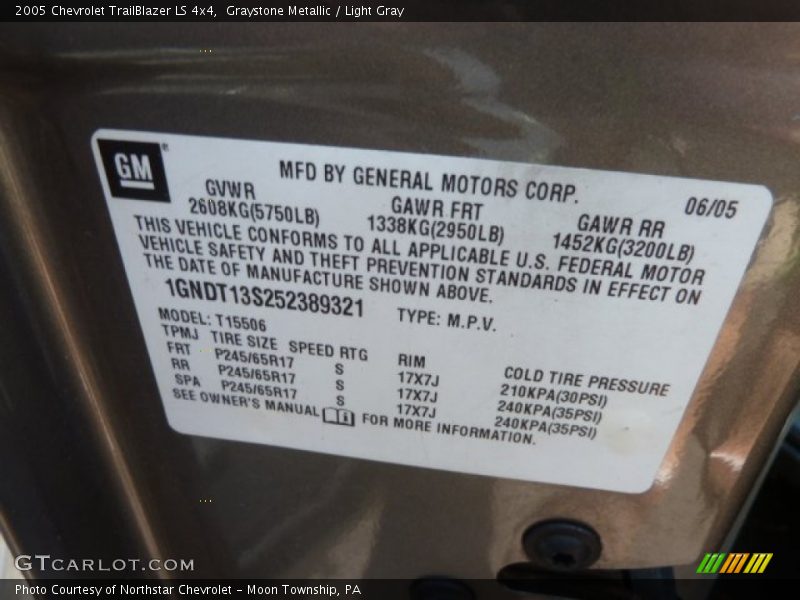 2005 Chevrolet TrailBlazer LS 4x4,  Graystone Metallic / Light Gray
GM
MFD BY GENERAL MOTORS CORP.
06/05
GVWR GAWR FRT GAWR RR
2608KG(5750LB) 1338KG(2950LB) 1452KG(3200LB)
THIS VEHICLE CONFORMS TO ALL APPLICABLE U.S. FEDERAL MOTOR
VEHICLE SAFETY AND THEFT PREVENTION STANDARDS IN EFFECT ON
THE DATE OF MANUFACTURE SHOWN ABOVE.
1GNDT13S252389321 TYPE: M.P.V.
MODEL: T15506
TPMJ TIRE SIZE SPEED RTG RIM COLD TIRE PRESSURE
FRT P245/65R17 S 17X7J 210KPA(30PSI)
RR P245/65R17 S 17X7J 240KPA(35PSI)
SPA P245/65R17 S 17X7J 240KPA(35PSI)
SEE OWNER'S MANUAL FOR MORE INFORMATION.
GTCARLOT.COM
Photo Courtesy of Northstar Chevrolet - Moon Township, PA